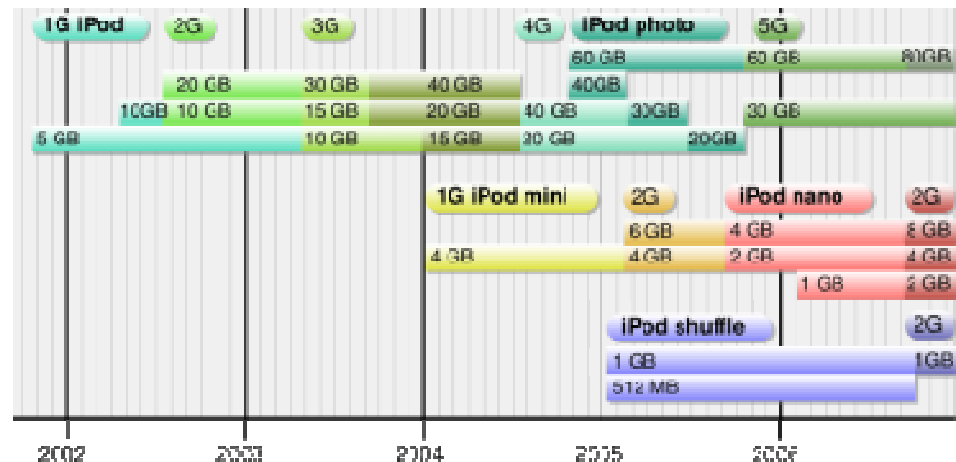 1G iPod 2G 3G 4G iPod photo 5G
60 GB 60 GB 80GB
20 GB 30 GB 40 GB 40GB
10GB 10 GB 15 GB 20 GB 40 GB 30GB 30 GB
5 GB 10 GB 15 GB 20 GB 20GB
1G iPod mini 2G iPod nano 2G
6 GB 4 GB 8 GB
4 GB 4 GB 2 GB 4 GB
1 GB 2 GB
iPod shuffle 2G
1 GB 1GB
512 MB
2002 2003 2004 2005 2006